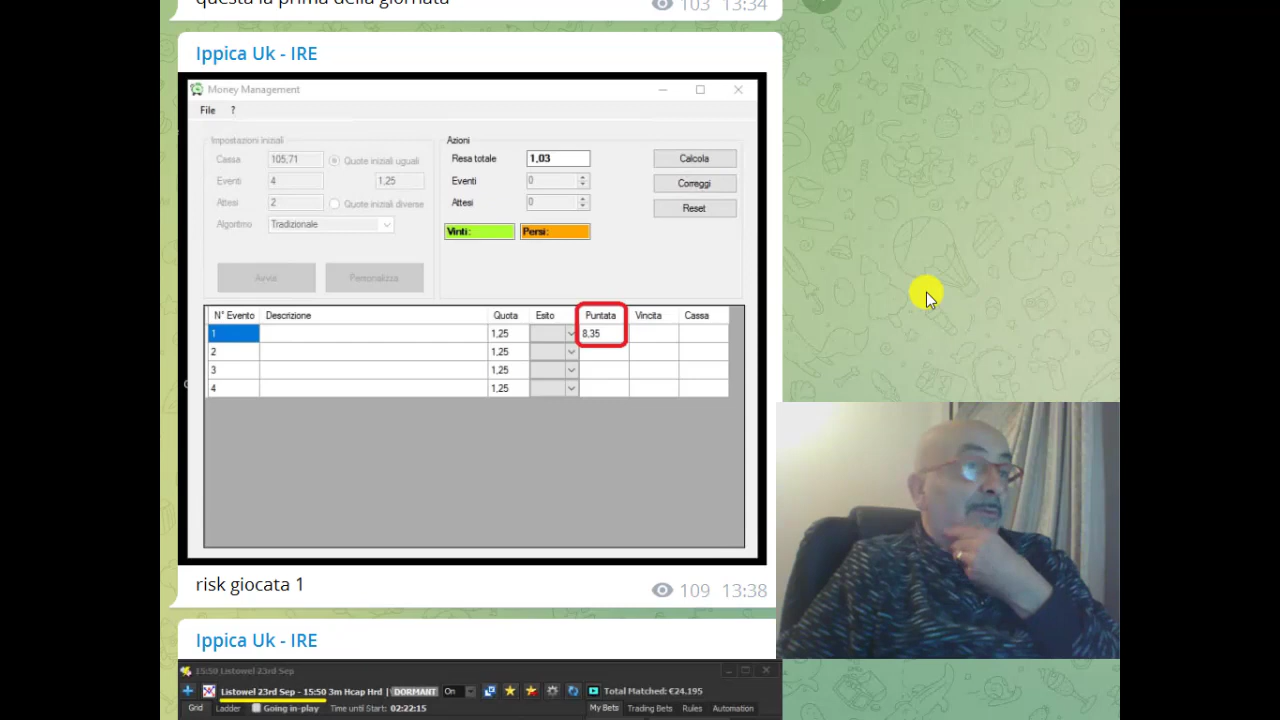 questa la prima della giornata
103 13:34
Ippica Uk - IRE
Money Management
File ?
Impostazioni iniziali
Cassa 105,71 Quote iniziali uguali
Eventi 4 1,25
Attesi 2 Quote iniziali diverse
Algoritmo Tradizionale
Avvia Personalizza
Azioni
Resa totale 1,03 Calcola
Eventi 0 Correggi
Attesi 0 Reset
Vinti: Persi:
N° Evento Descrizione Quota Esito Puntata Vincita Cassa
1 1,25 8,35
2 1,25
3 1,25
4 1,25
risk giocata 1
109 13:38
Ippica Uk - IRE
15:50 Listowel 23rd Sep
Listowel 23rd Sep - 15:50 3m Hcap Hrd | DORMANT On Total Matched: €24.195
Grid Ladder Going in-play Time until Start: 02:22:15 My Bets Trading Bets Rules Automation